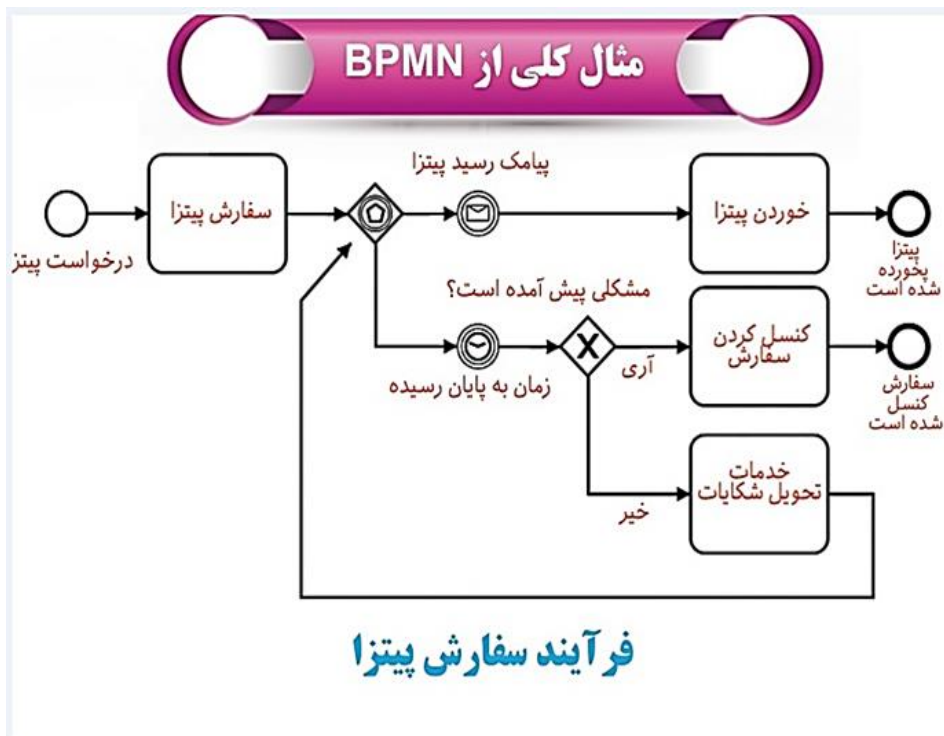 مثال کلی از BPMN
پیامک رسید پیتزا
سفارش پیتزا
خوردن پیتزا
درخواست پیتز
پیتزا
پخورده
شده است
مشکلی پیش آمده است؟
کنسل کردن
سفارش
آری
زمان به پایان رسیده
سفارش
کنسل
شده است
خدمات
تحویل شکایات
خیر
فرآیند سفارش پیتزا